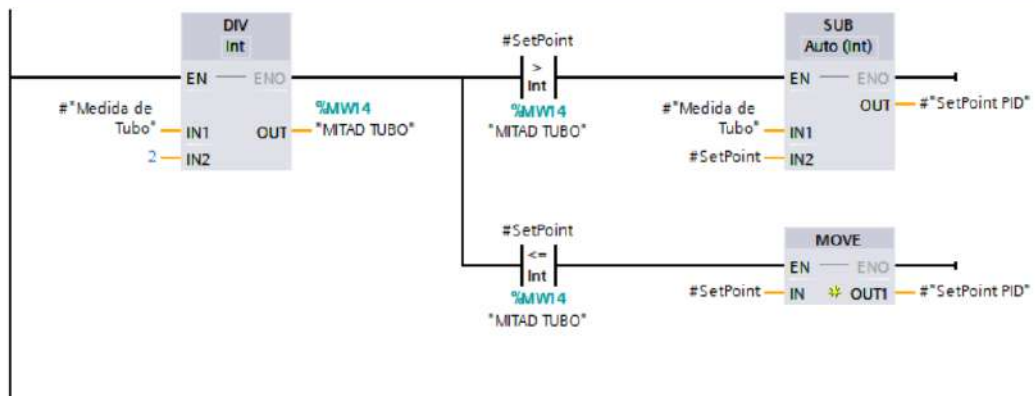 DIV
Int
EN
ENO
#"Medida de
Tubo"
IN1
2
IN2
OUT
%MW14
"MITAD TUBO"
#SetPoint
>
Int
%MW14
"MITAD TUBO"
SUB
Auto (Int)
EN
ENO
#"Medida de
Tubo"
IN1
#SetPoint
IN2
OUT
#"SetPoint PID"
#SetPoint
<=
Int
%MW14
"MITAD TUBO"
MOVE
EN
ENO
#SetPoint
IN
OUT1
#"SetPoint PID"